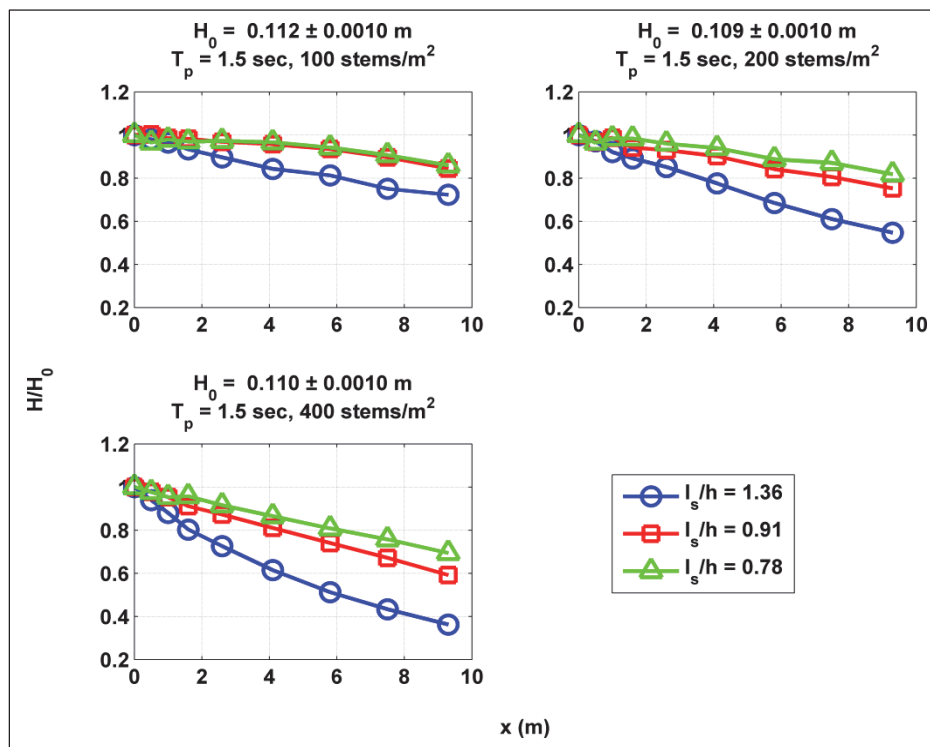 H₀ = 0.112 ± 0.0010 m
Tₚ = 1.5 sec, 100 stems/m²
1.2
1
0.8
0.6
0.4
0.2
0 2 4 6 8 10
H₀ = 0.109 ± 0.0010 m
Tₚ = 1.5 sec, 200 stems/m²
1.2
1
0.8
0.6
0.4
0.2
0 2 4 6 8 10
H/H₀
H₀ = 0.110 ± 0.0010 m
Tₚ = 1.5 sec, 400 stems/m²
1.2
1
0.8
0.6
0.4
0.2
0 2 4 6 8 10
lₛ/h = 1.36
lₛ/h = 0.91
lₛ/h = 0.78
x (m)